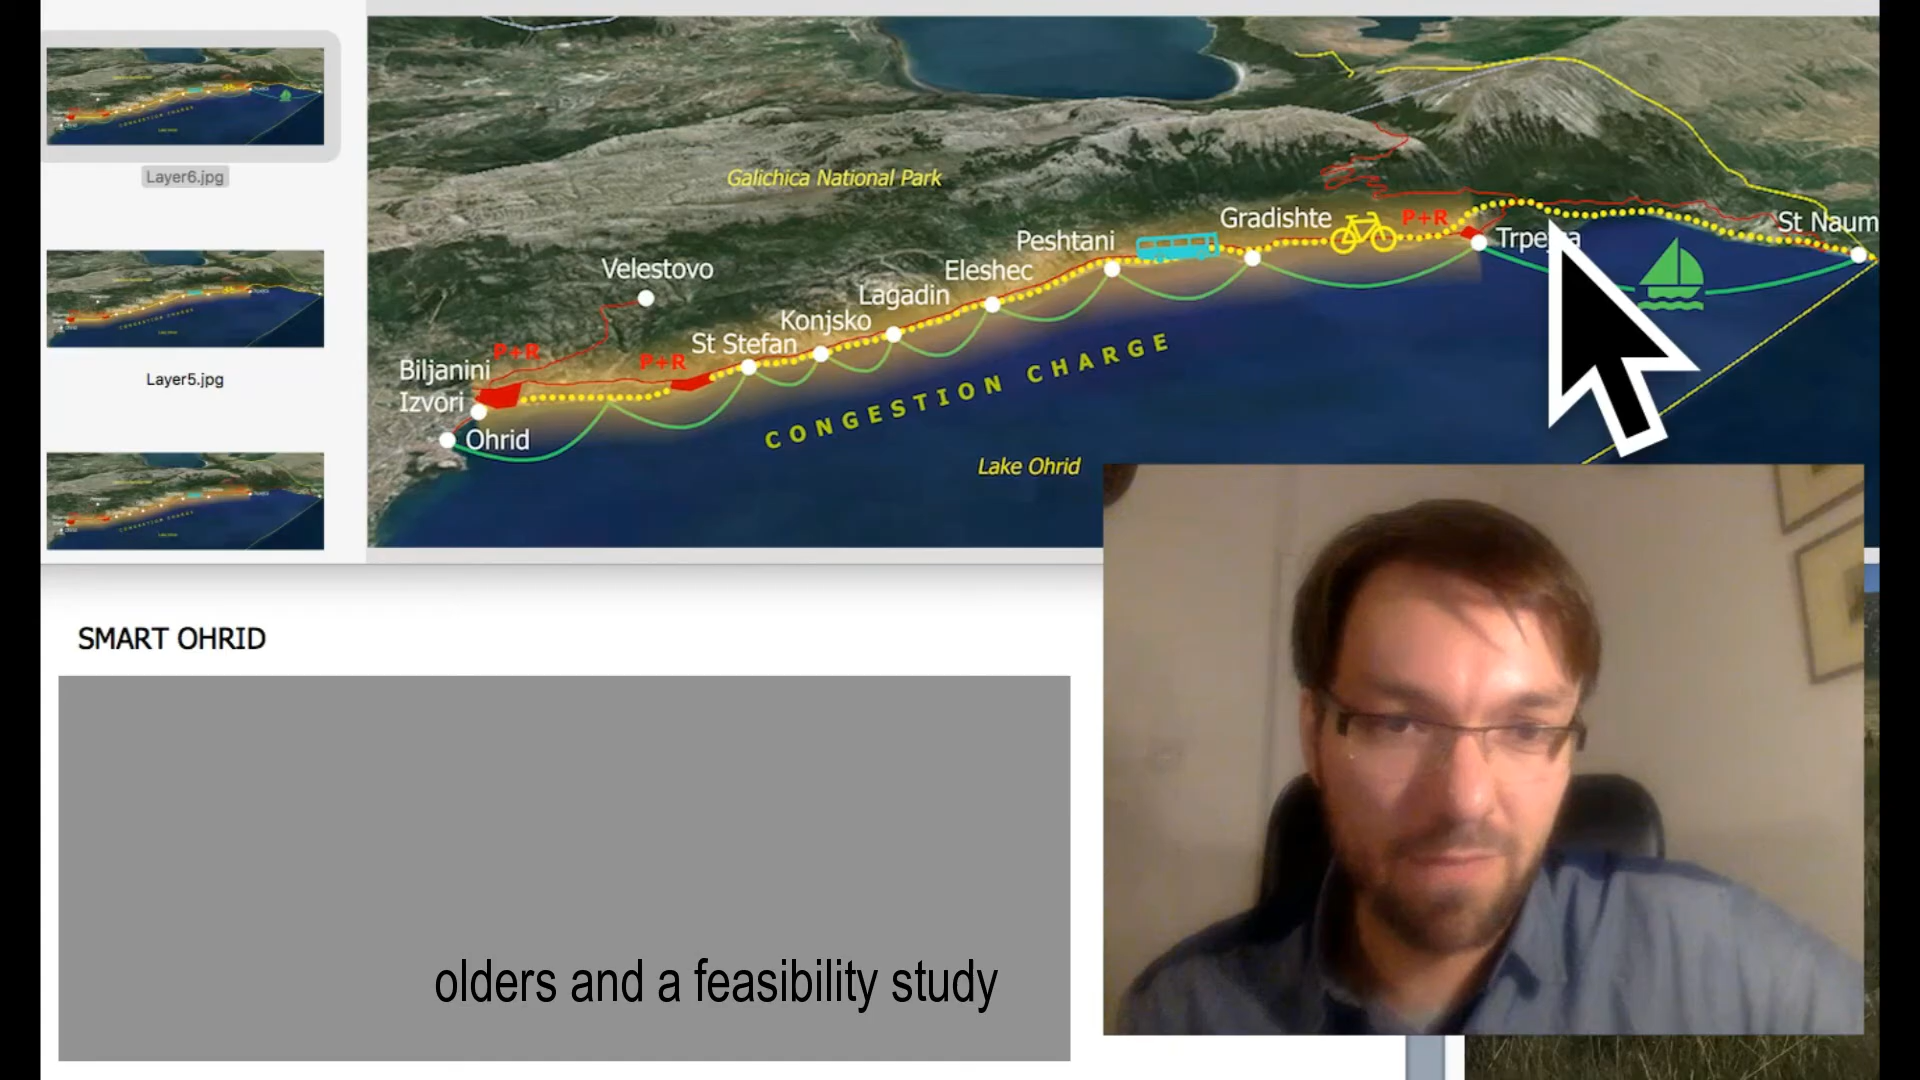 Layer6.jpg
Layer5.jpg
Galichica National Park
Velestovo
Biljanini
Izvori
P+R
Ohrid
P+R
St Stefan
Konjsko
Lagadin
Eleshec
Peshtani
Gradishte
P+R
St Naum
CONGESTION CHARGE
Lake Ohrid
SMART OHRID
olders and a feasibility study